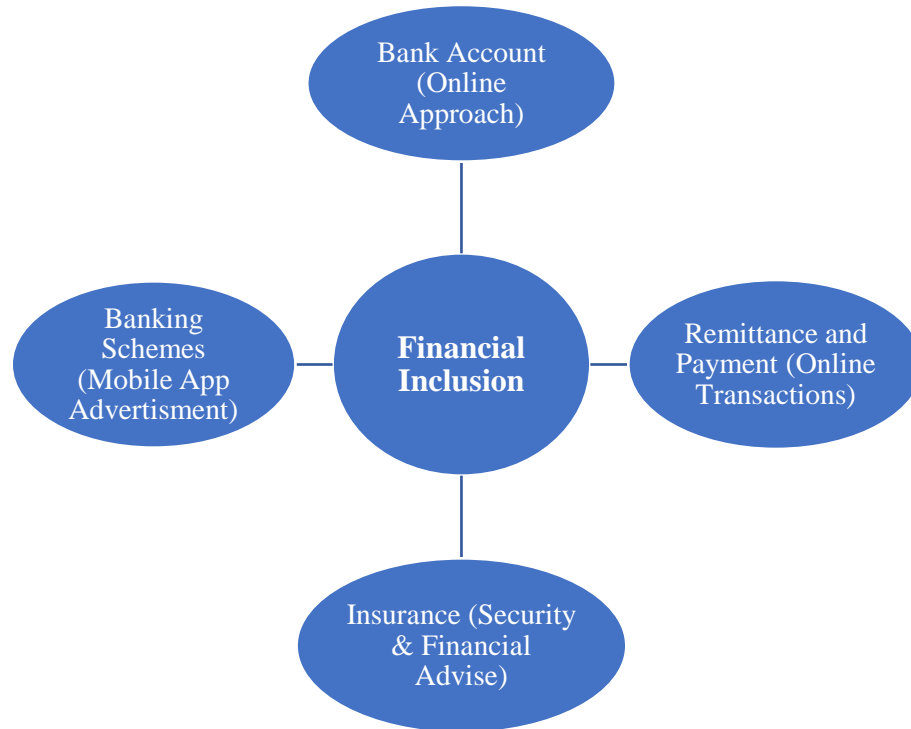 Bank Account
(Online
Approach)
Banking
Schemes
(Mobile App
Advertisment)
Financial
Inclusion
Remittance and
Payment (Online
Transactions)
Insurance (Security
& Financial
Advise)